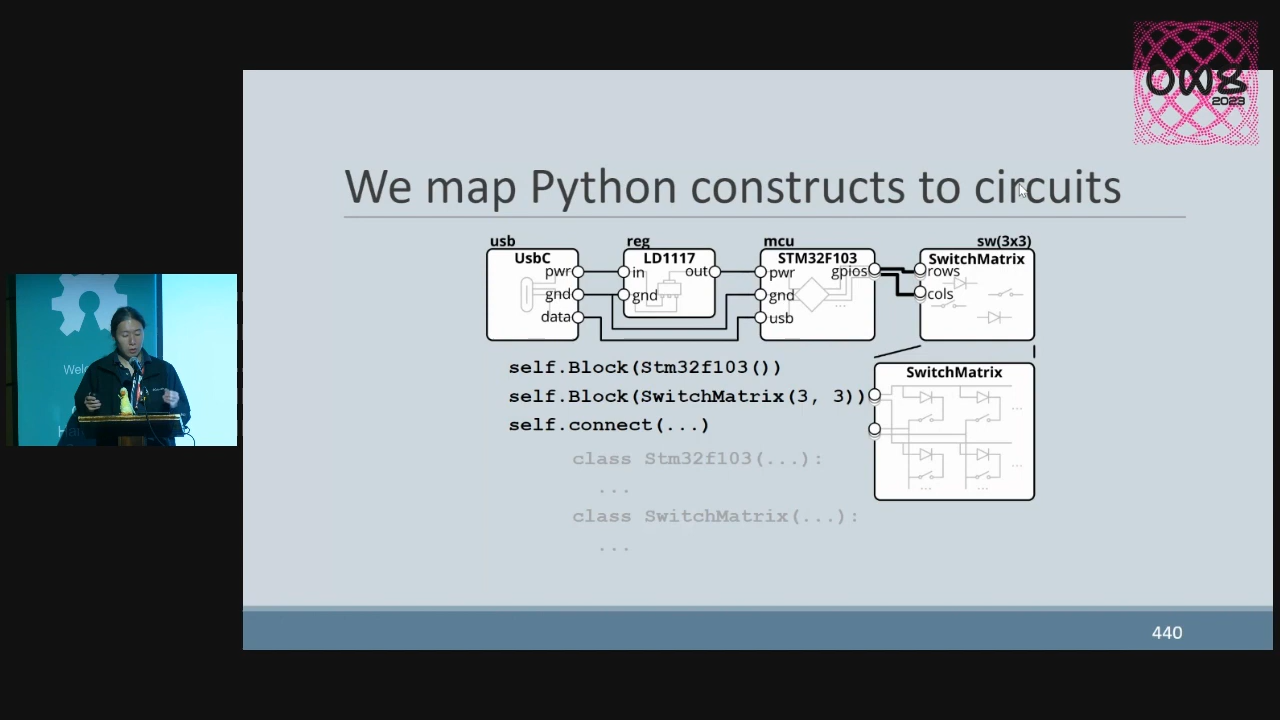 OW8
2023
We map Python constructs to circuits
usb
reg
mcu
sw(3x3)
UsbC
LD1117
STM32F103
SwitchMatrix
pwr
in
out
pwr
gpios
rows
gnd
gnd
gnd
cols
data
usb
self.Block(Stm32f103())
SwitchMatrix
self.Block(SwitchMatrix(3, 3))
self.connect(...)
class Stm32f103(...):
...
class SwitchMatrix(...):
...
440